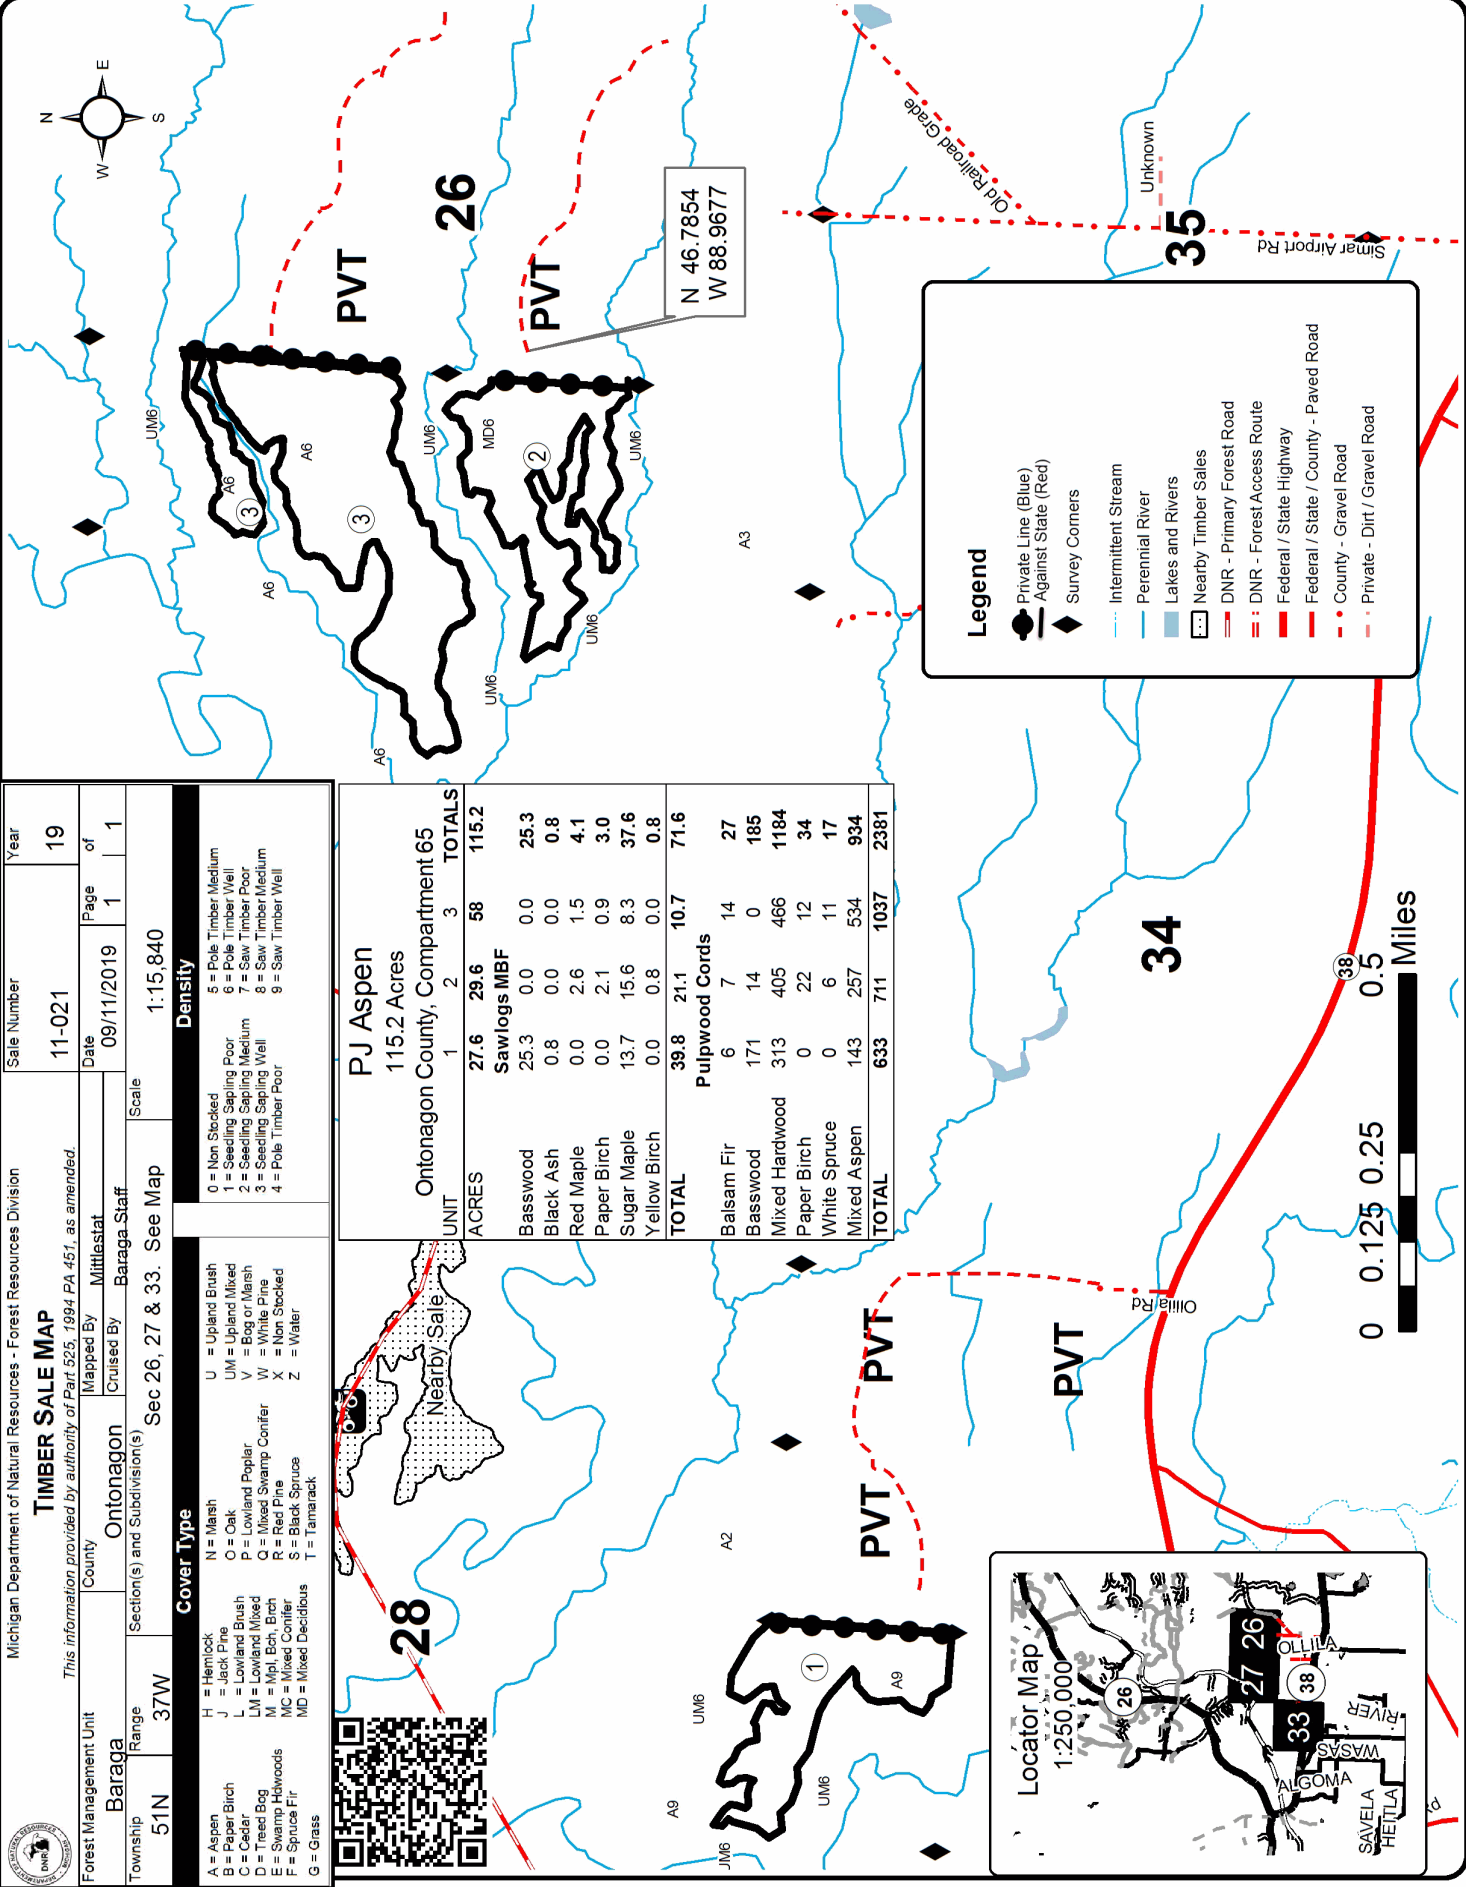 Michigan Department of Natural Resources - Forest Resources Division
TIMBER SALE MAP
This information provided by authority of Part 525, 1994 PA 451, as amended.
Sale Number
11-021
Year
19
Forest Management Unit
Baraga
County
Ontonagon
Mapped By
Mittlestat
Cruised By
Baraga Staff
Date
09/11/2019
Page
1
of
1
Township
51N
Range
37W
Section(s) and Subdivision(s)
Sec 26, 27 & 33. See Map
Scale
1:15,840
Cover Type
A = Aspen
B = Paper Birch
C = Cedar
D = Treed Bog
E = Swamp Hdwoods
F = Spruce Fir
G = Grass
H = Hemlock
J = Jack Pine
L = Lowland Brush
LM = Lowland Mixed
M = Mpl, Bch, Brch
MC = Mixed Conifer
MD = Mixed Decidious
N = Marsh
O = Oak
P = Lowland Poplar
Q = Mixed Swamp Conifer
R = Red Pine
S = Black Spruce
T = Tamarack
U = Upland Brush
UM = Upland Mixed
V = Bog or Marsh
W = White Pine
X = Non Stocked
Z = Water
Density
0 = Non Stocked
1 = Seedling Sapling Poor
2 = Seedling Sapling Medium
3 = Seedling Sapling Well
4 = Pole Timber Poor
5 = Pole Timber Medium
6 = Pole Timber Well
7 = Saw Timber Poor
8 = Saw Timber Medium
9 = Saw Timber Well
PJ Aspen
115.2 Acres
Ontonagon County, Compartment 65
UNIT 1 2 3 TOTALS
ACRES 27.6 29.6 58 115.2
Sawlogs MBF
Basswood 25.3 0.0 0.0 25.3
Black Ash 0.8 0.0 0.0 0.8
Red Maple 0.0 2.6 1.5 4.1
Paper Birch 0.0 2.1 0.9 3.0
Sugar Maple 13.7 15.6 8.3 37.6
Yellow Birch 0.0 0.8 0.0 0.8
TOTAL 39.8 21.1 10.7 71.6
Pulpwood Cords
Balsam Fir 6 7 14 27
Basswood 171 14 0 185
Mixed Hardwood 313 405 466 1184
Paper Birch 0 22 12 34
White Spruce 0 6 11 17
Mixed Aspen 143 257 534 934
TOTAL 633 711 1037 2381
N
W
E
S
UM6
A6
3
A6
A6
3
A6
PVT
26
UM6
MD6
2
UM6
UM6
UM6
PVT
N 46.7854
W 88.9677
A3
Old Railroad Grade
Unknown
35
Simar Airport Rd
Legend
Private Line (Blue)
Against State (Red)
Survey Corners
Intermittent Stream
Perennial River
Lakes and Rivers
Nearby Timber Sales
DNR - Primary Forest Road
DNR - Forest Access Route
Federal / State Highway
Federal / State / County - Paved Road
County - Gravel Road
Private - Dirt / Gravel Road
Nearby Sale
28
A2
UM6
A9
JM6
1
A9
UM6
PVT
PVT
PVT
Ollila Rd
34
38
0 0.125 0.25 0.5
Miles
Locator Map
1:250,000
26
27 26
33
38
OLLILA
RIVER
WASAS
ALGOMA
SAVELA
HEITLA
Rd